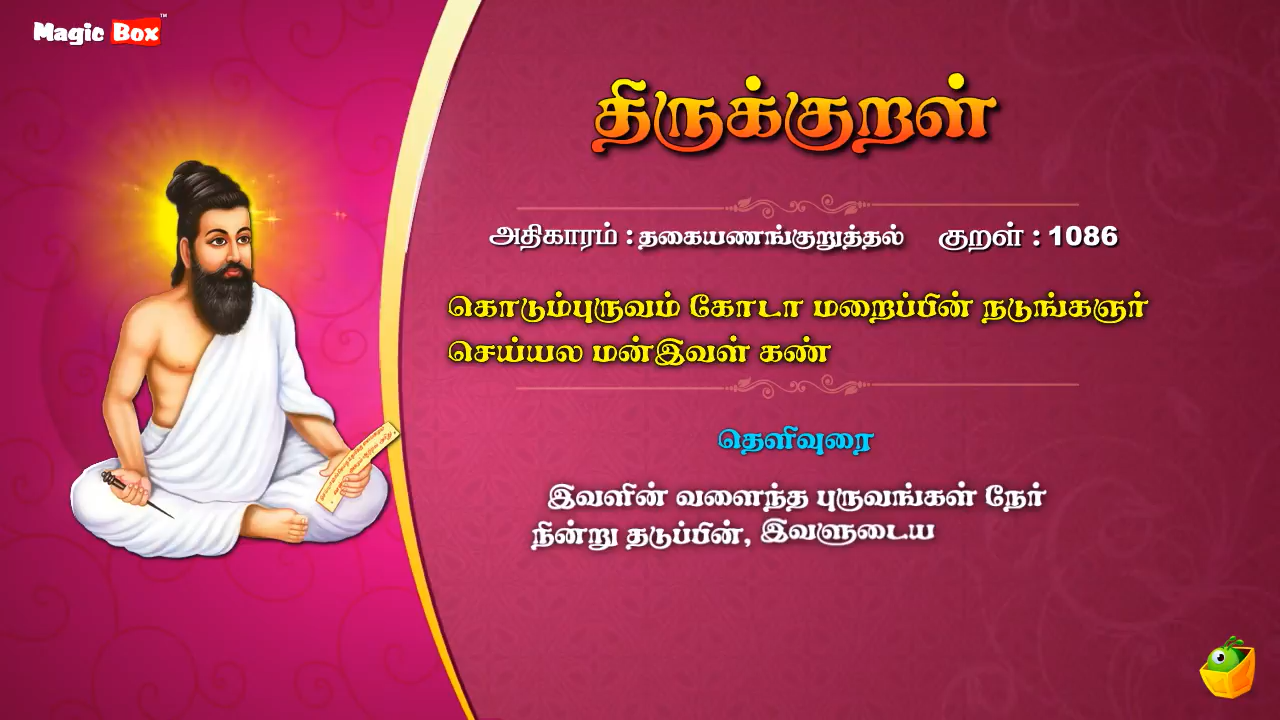 Magic Box™
திருக்குறள்
அதிகாரம் : தகையணங்குறுத்தல் குறள் : 1086
கொடும்புருவம் கோடா மறைப்பின் நடுங்கஞர்
செய்யல மன்இவள் கண்
தெளிவுரை
இவளின் வளைந்த புருவங்கள் நேர்
நின்று தடுப்பின், இவளுடைய